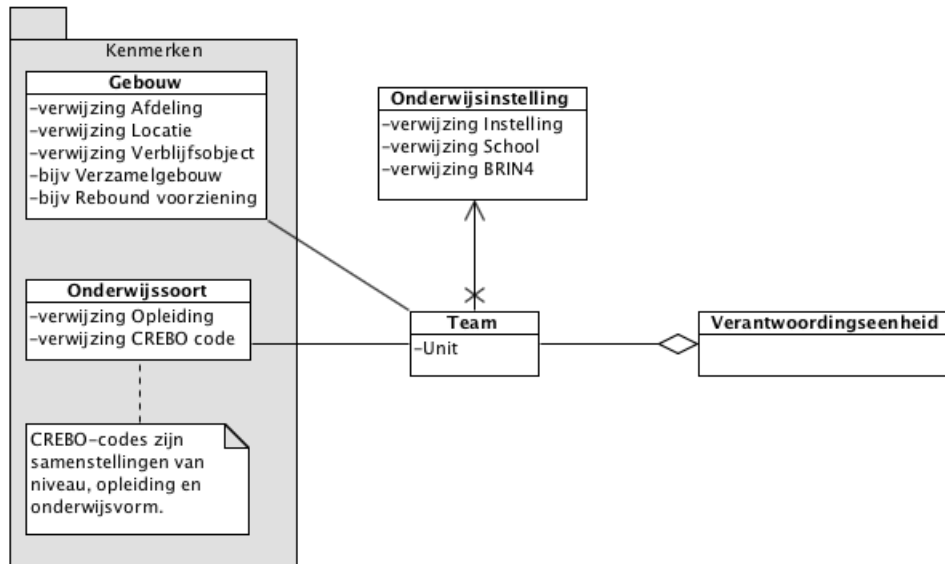 Kenmerken
Gebouw
-verwijzing Afdeling
-verwijzing Locatie
-verwijzing Verblijfsobject
-bijv Verzamelgebouw
-bijv Rebound voorziening
Onderwijsinstelling
-verwijzing Instelling
-verwijzing School
-verwijzing BRIN4
Onderwijssoort
-verwijzing Opleiding
-verwijzing CREBO code
Team
-Unit
Verantwoordingseenheid
CREBO-codes zijn
samenstellingen van
niveau, opleiding en
onderwijsvorm.